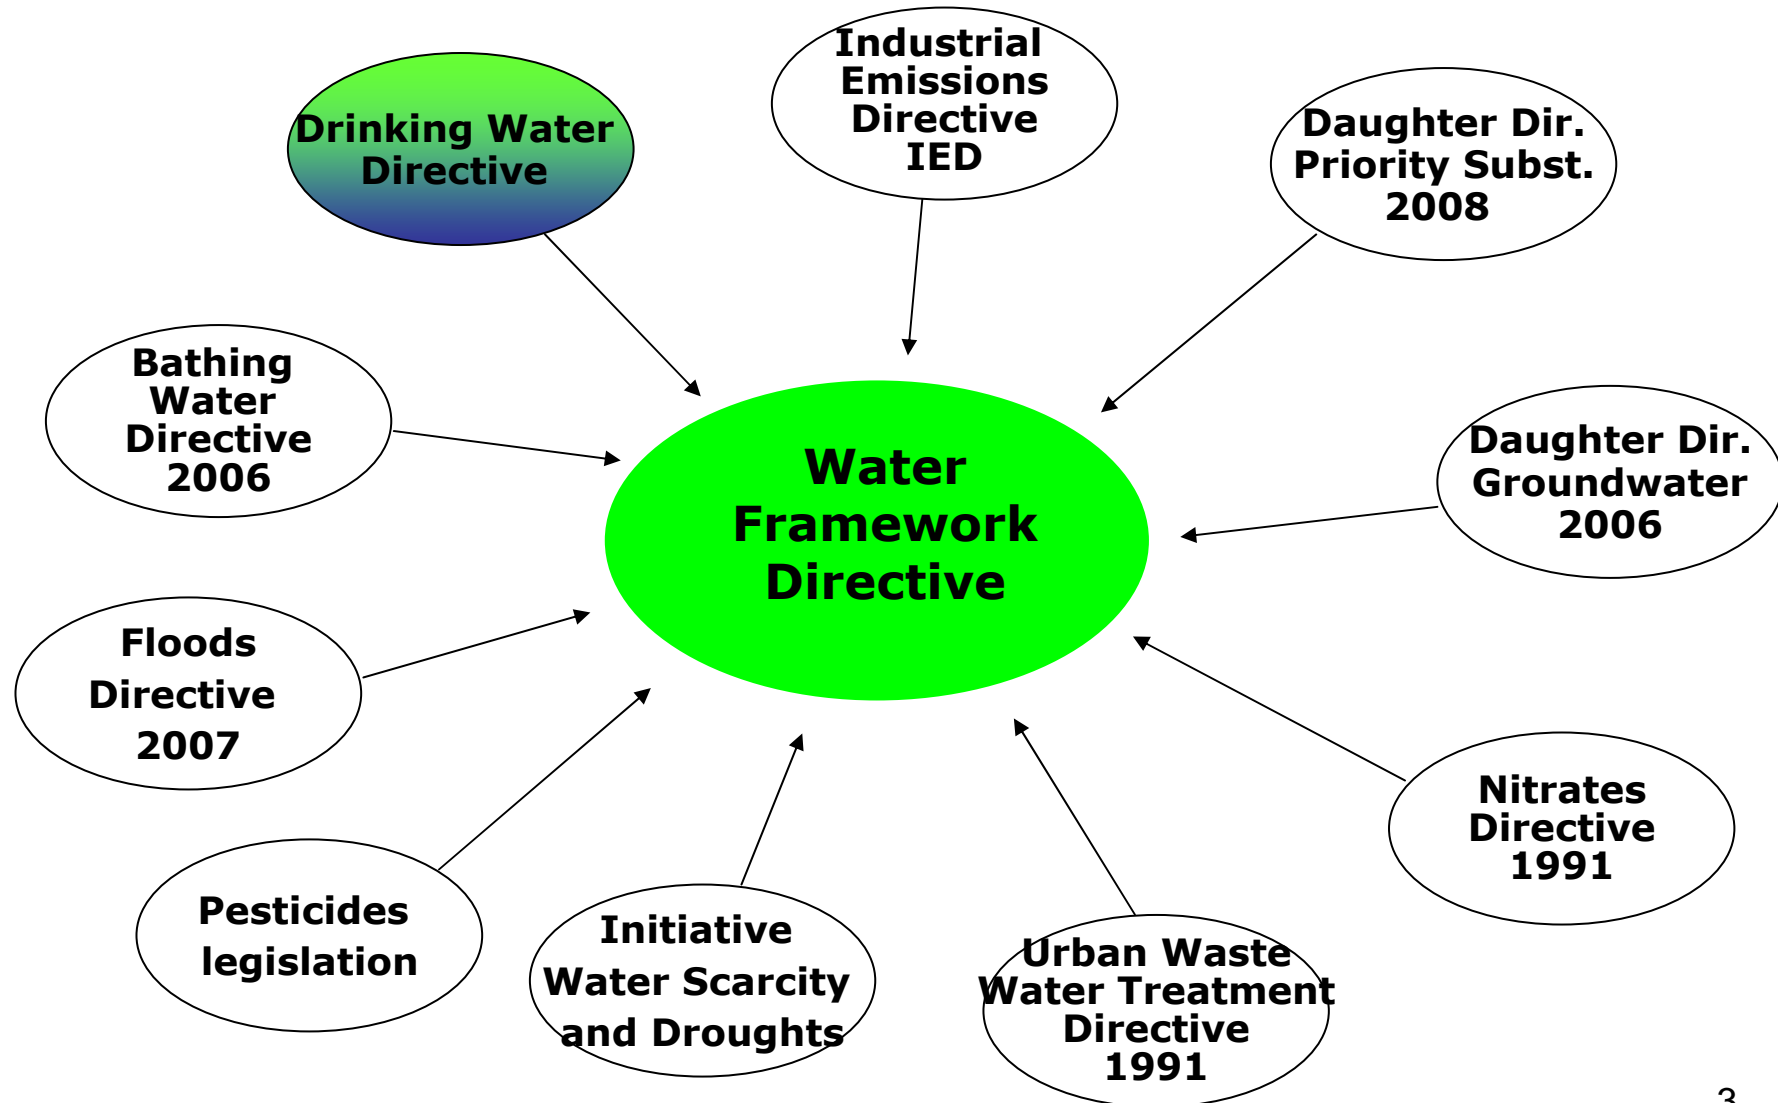 Industrial
Emissions
Directive
IED
Drinking Water
Directive
Daughter Dir.
Priority Subst.
2008
Bathing
Water
Directive
2006
Water
Framework
Directive
Daughter Dir.
Groundwater
2006
Floods
Directive
2007
Nitrates
Directive
1991
Pesticides
legislation
Initiative
Water Scarcity
and Droughts
Urban Waste
Water Treatment
Directive
1991
3